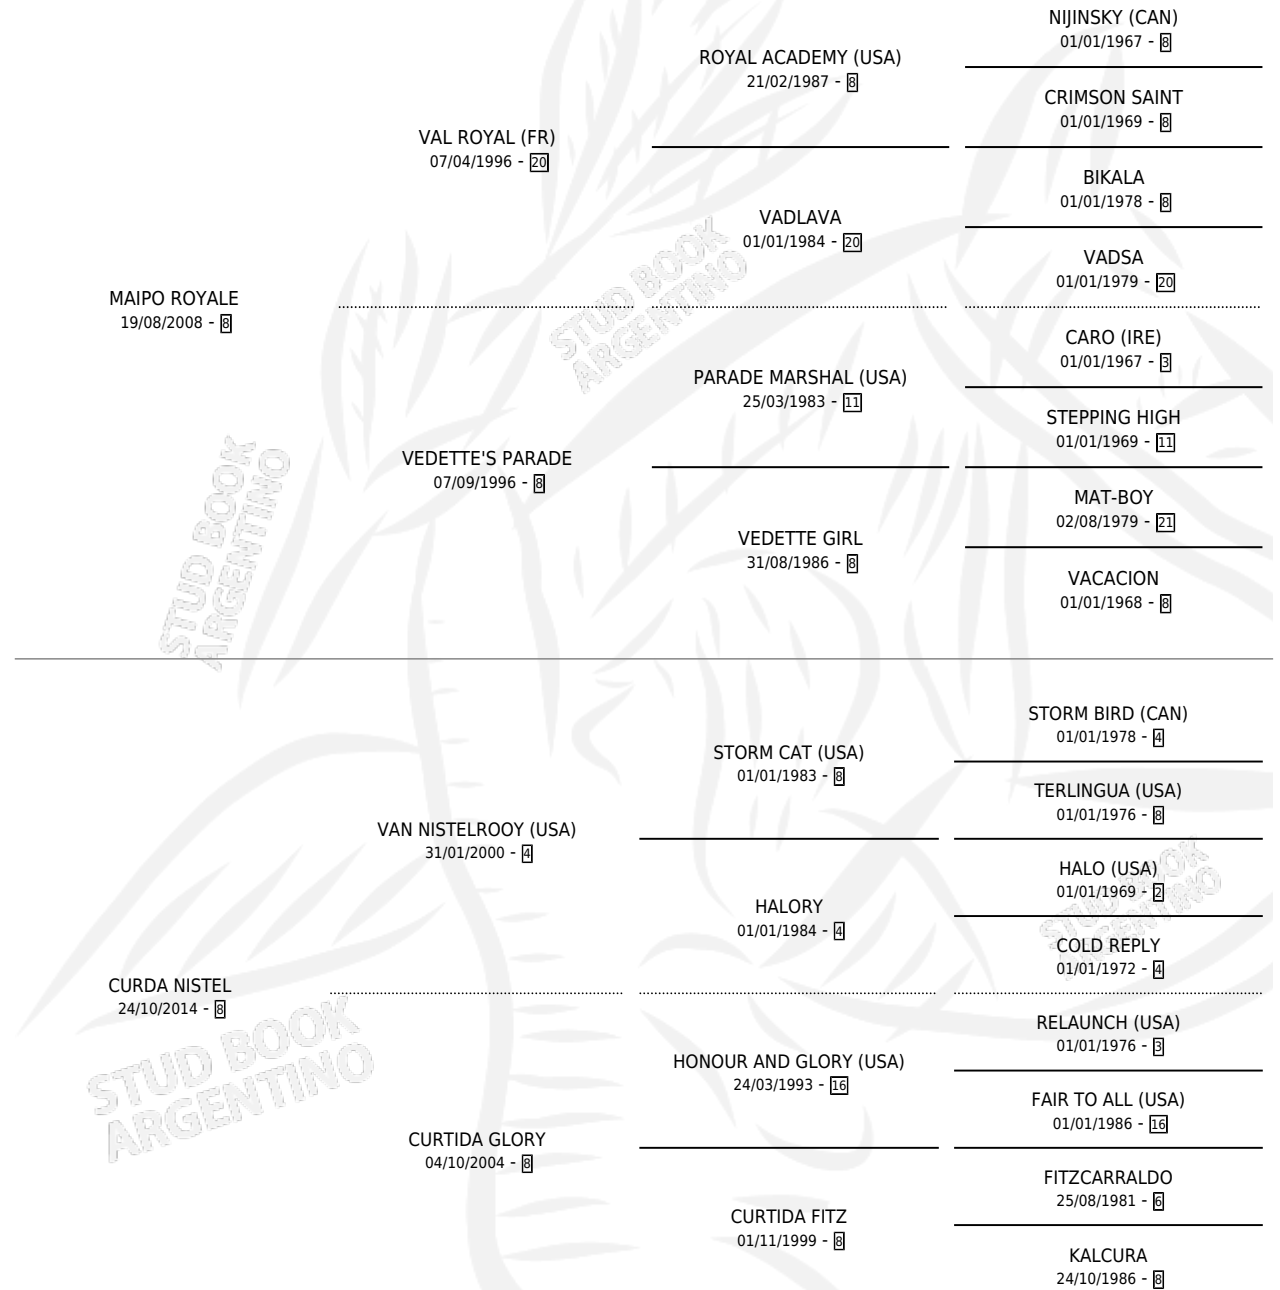 NIJINSKY (CAN)
01/01/1967 - 8
ROYAL ACADEMY (USA)
21/02/1987 - 8
CRIMSON SAINT
01/01/1969 - 8
VAL ROYAL (FR)
07/04/1996 - 20
BIKALA
01/01/1978 - 8
VADLAVA
01/01/1984 - 20
VADSA
01/01/1979 - 20
MAIPO ROYALE
19/08/2008 - 8
CARO (IRE)
01/01/1967 - 3
PARADE MARSHAL (USA)
25/03/1983 - 11
STEPPING HIGH
01/01/1969 - 11
VEDETTE'S PARADE
07/09/1996 - 8
MAT-BOY
02/08/1979 - 21
VEDETTE GIRL
31/08/1986 - 8
VACACION
01/01/1968 - 8
STUD BOOK
ARGENTINO
STUD BOOK
ARGENTINO
STORM BIRD (CAN)
01/01/1978 - 4
STORM CAT (USA)
01/01/1983 - 8
TERLINGUA (USA)
01/01/1976 - 8
VAN NISTELROOY (USA)
31/01/2000 - 4
HALO (USA)
01/01/1969 - 2
HALORY
01/01/1984 - 4
COLD REPLY
01/01/1972 - 4
CURDA NISTEL
24/10/2014 - 8
RELAUNCH (USA)
01/01/1976 - 3
HONOUR AND GLORY (USA)
24/03/1993 - 16
FAIR TO ALL (USA)
01/01/1986 - 16
CURTIDA GLORY
04/10/2004 - 8
FITZCARRALDO
25/08/1981 - 6
CURTIDA FITZ
01/11/1999 - 8
KALCURA
24/10/1986 - 8
STUD BOOK
ARGENTINO
STUD BOOK
ARGENTINO